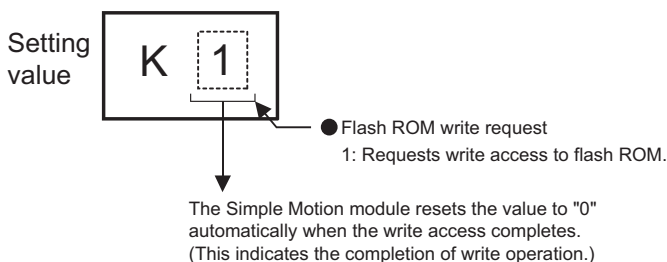 Setting
value
K 1
● Flash ROM write request
1: Requests write access to flash ROM.
The Simple Motion module resets the value to "0"
automatically when the write access completes.
(This indicates the completion of write operation.)